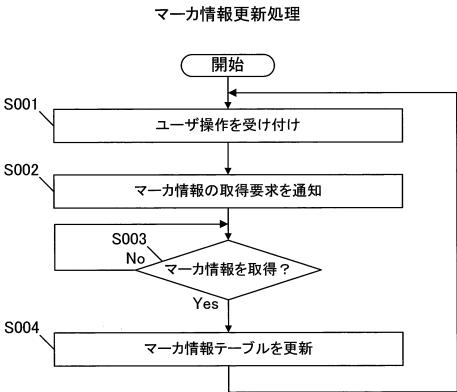 マーカ情報更新処理
開始
S001
ユーザ操作を受け付け
S002
マーカ情報の取得要求を通知
S003
No
マーカ情報を取得？
Yes
S004
マーカ情報テーブルを更新